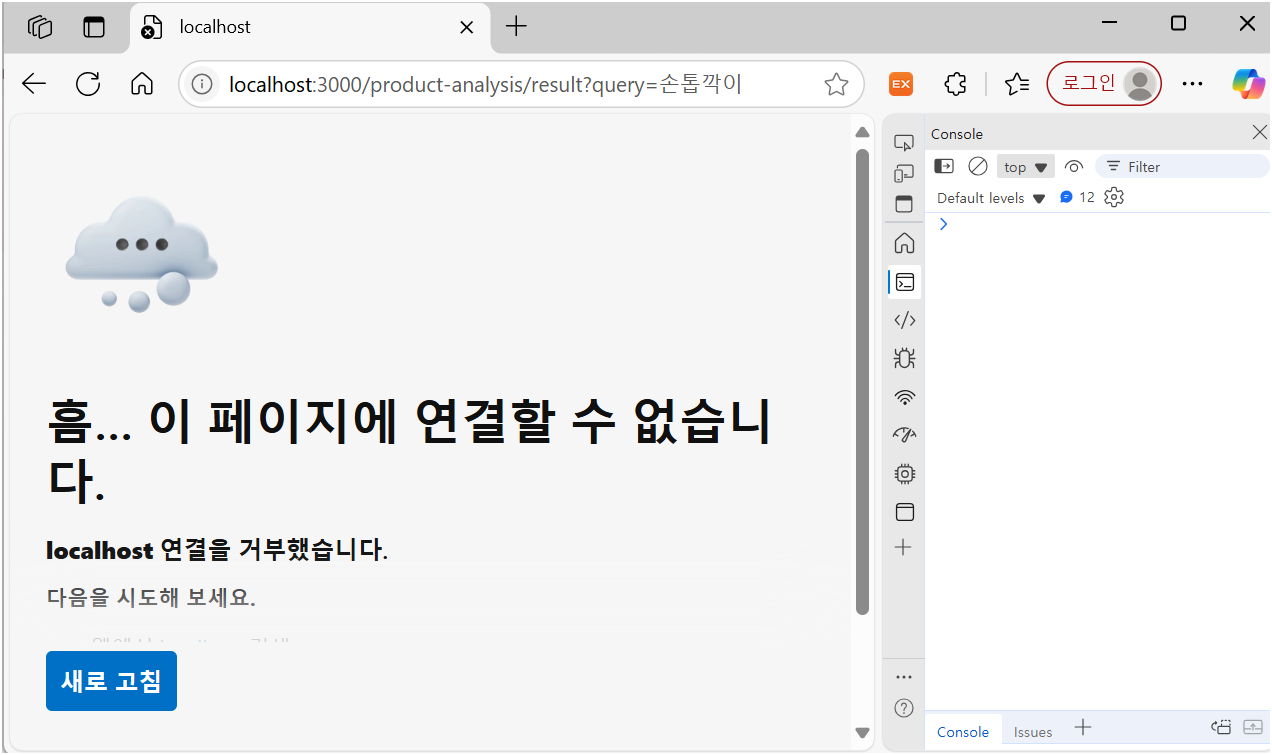 localhost
localhost:3000/product-analysis/result?query=손톱깍이
EX
로그인
흠... 이 페이지에 연결할 수 없습니
다.
localhost 연결을 거부했습니다.
다음을 시도해 보세요.
새로 고침
Console
top
Filter
Default levels
12
Console
Issues